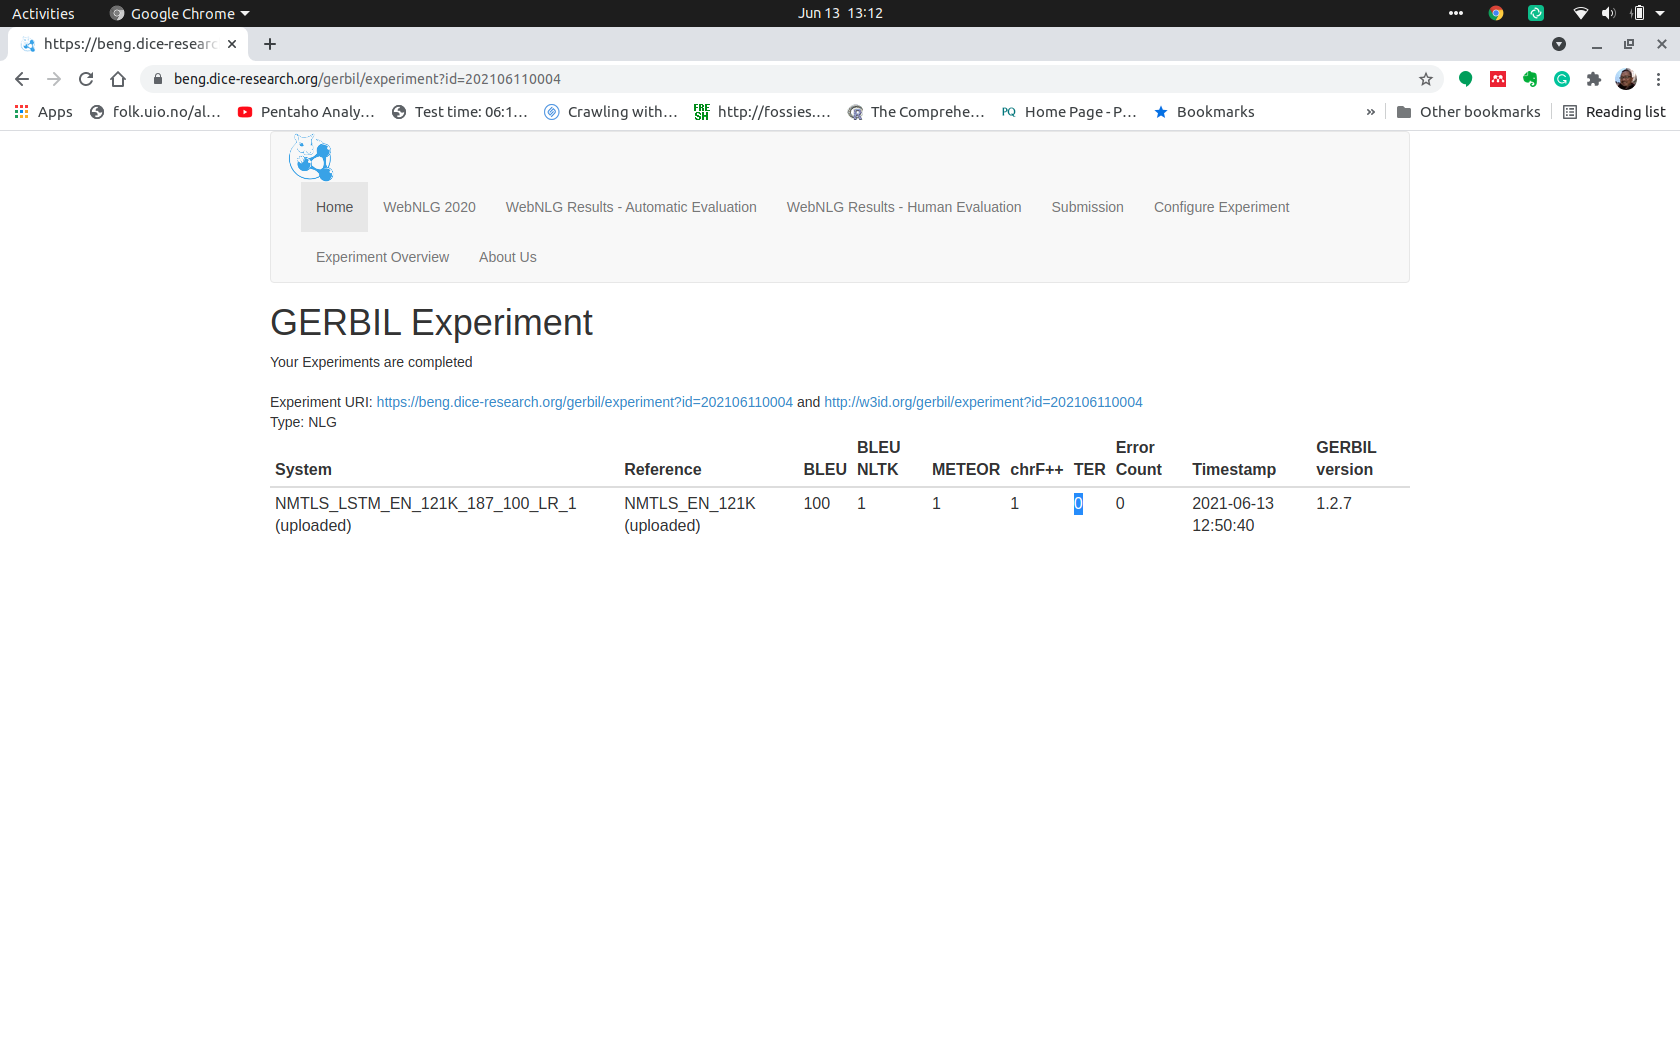 Activities Google Chrome Jun 13 13:12
https://beng.dice-researc
beng.dice-research.org/gerbil/experiment?id=202106110004
Apps folk.uio.no/al... Pentaho Analy... Test time: 06:1... Crawling with... FRE SH http://fossies.... The Comprehe... PQ Home Page - P... Bookmarks » Other bookmarks Reading list
Home WebNLG 2020 WebNLG Results - Automatic Evaluation WebNLG Results - Human Evaluation Submission Configure Experiment
Experiment Overview About Us
GERBIL Experiment
Your Experiments are completed
Experiment URI: https://beng.dice-research.org/gerbil/experiment?id=202106110004 and http://w3id.org/gerbil/experiment?id=202106110004
Type: NLG
System Reference BLEU BLEU NLTK METEOR chrF++ TER Error Count Timestamp GERBIL version
NMTLS_LSTM_EN_121K_187_100_LR_1 NMTLS_EN_121K 100 1 1 1 0 0 2021-06-13 1.2.7
(uploaded) (uploaded) 12:50:40